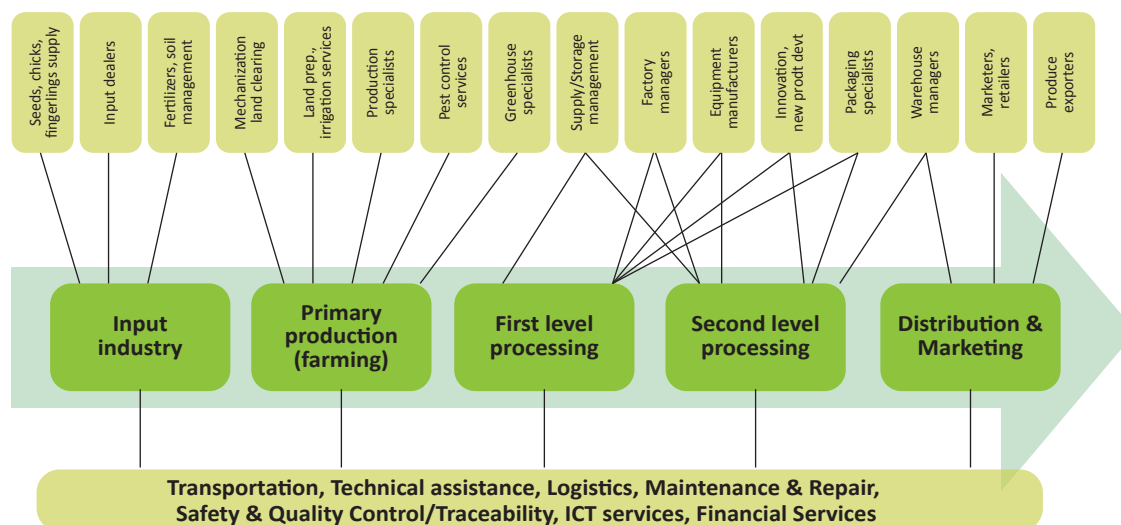 Seeds, chicks,
fingerlings supply
Input dealers
Fertilizers, soil
management
Mechanization
land clearing
Land prep.,
irrigation services
Production
specialists
Pest control
services
Greenhouse
specialists
Supply/Storage
management
Factory
managers
Equipment
manufacturers
Innovation,
new prodt devt
Packaging
specialists
Warehouse
managers
Marketers,
retailers
Produce
exporters
Input
industry
Primary
production
(farming)
First level
processing
Second level
processing
Distribution &
Marketing
Transportation, Technical assistance, Logistics, Maintenance & Repair,
Safety & Quality Control/Traceability, ICT services, Financial Services